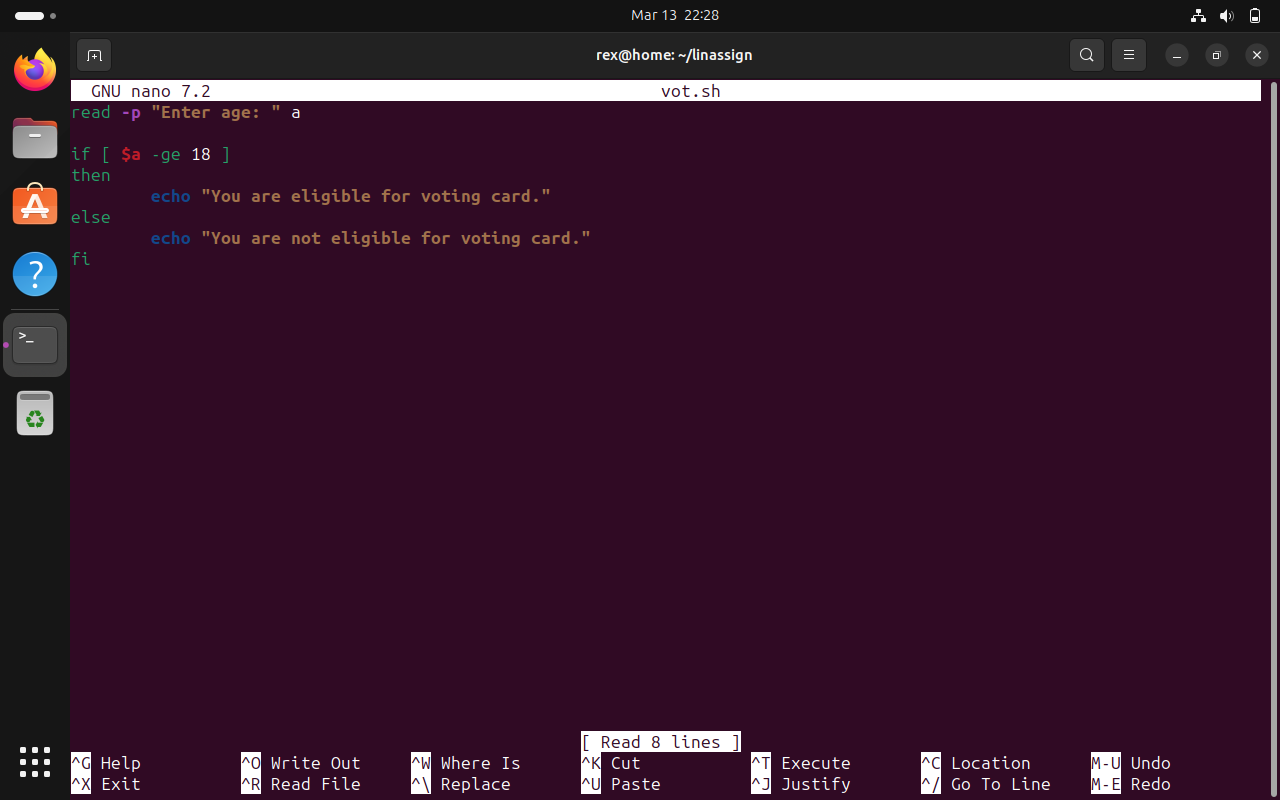 Mar 13 22:28
rex@home: ~/linassign
GNU nano 7.2 vot.sh
read -p "Enter age: " a
if [ $a -ge 18 ]
then
echo "You are eligible for voting card."
else
echo "You are not eligible for voting card."
fi
[ Read 8 lines ]
^G Help ^O Write Out ^W Where Is ^K Cut ^T Execute ^C Location M-U Undo
^X Exit ^R Read File ^\ Replace ^U Paste ^J Justify ^/ Go To Line M-E Redo